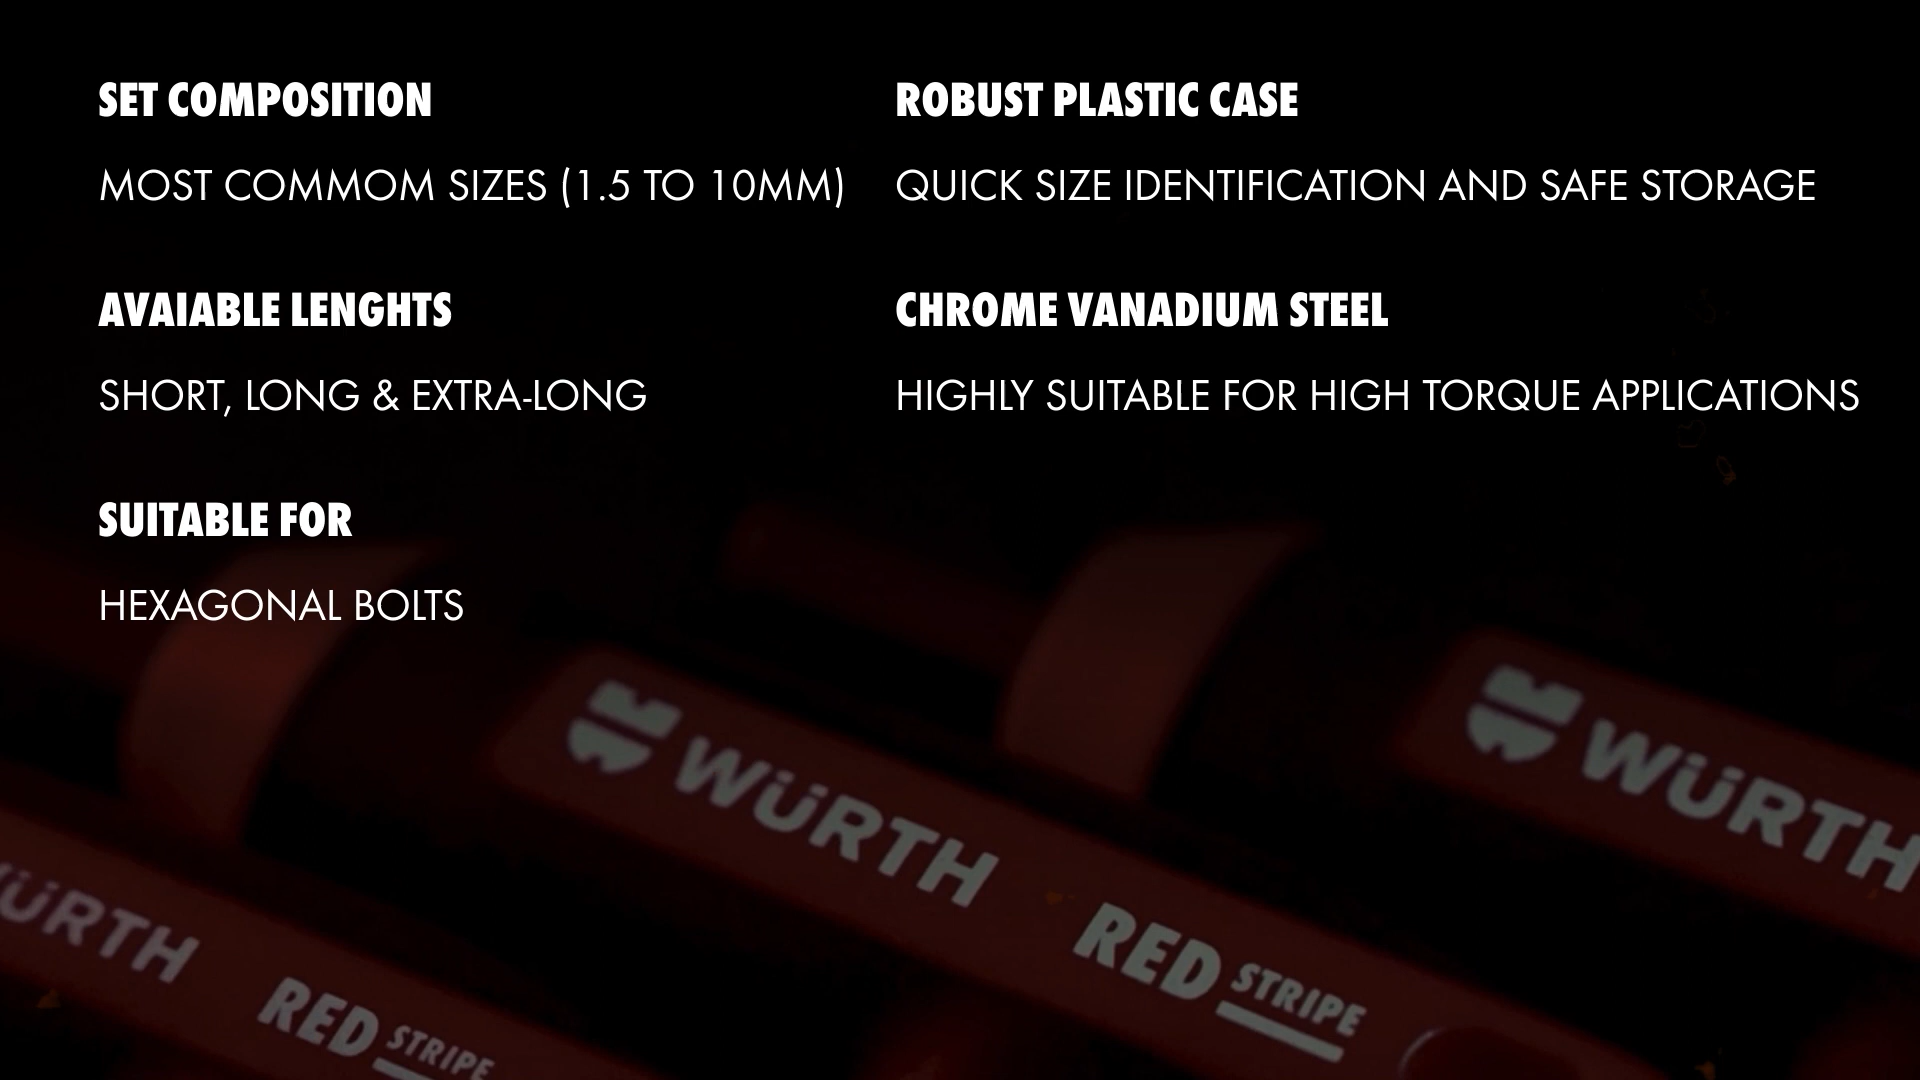 SET COMPOSITION
MOST COMMOM SIZES (1.5 TO 10MM)
AVAIABLE LENGHTS
SHORT, LONG & EXTRA-LONG
SUITABLE FOR
HEXAGONAL BOLTS
ROBUST PLASTIC CASE
QUICK SIZE IDENTIFICATION AND SAFE STORAGE
CHROME VANADIUM STEEL
HIGHLY SUITABLE FOR HIGH TORQUE APPLICATIONS
WÜRTH RED STRIPE
WÜRTH
WÜRTH RED STRIPE